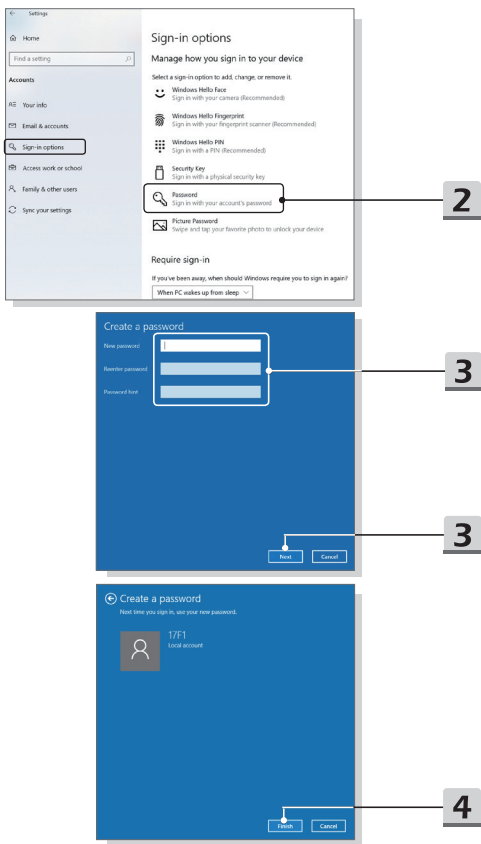 Settings
Home
Find a setting
Accounts
Your info
Email & accounts
Sign-in options
Access work or school
Family & other users
Sync your settings
Sign-in options
Manage how you sign in to your device
Select a sign-in option to add, change, or remove it.
Windows Hello Face
Sign in with your camera (Recommended)
Windows Hello Fingerprint
Sign in with your fingerprint scanner (Recommended)
Windows Hello PIN
Sign in with a PIN (Recommended)
Security Key
Sign in with a physical security key
Password
Sign in with your account's password
Picture Password
Swipe and tap your favorite photo to unlock your device
Require sign-in
If you've been away, when should Windows require you to sign in again?
When PC wakes up from sleep
2
Create a password
New password
Reenter password
Password hint
3
Next
Cancel
3
Create a password
Next time you sign in, use your new password.
17F1
Local account
Finish
Cancel
4